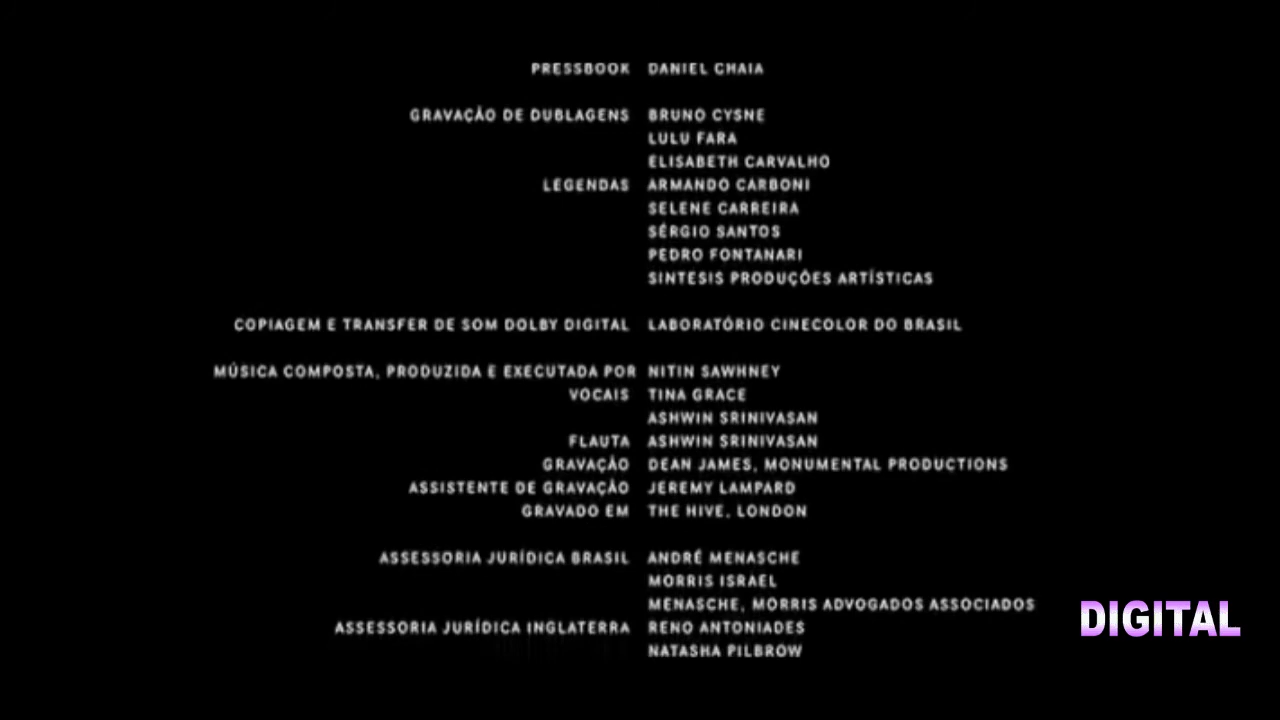 PRESSBOOK DANIEL CHAIA
GRAVAÇÃO DE DUBLAGENS BRUNO CYSNE
LULU FARA
ELISABETH CARVALHO
LEGENDAS ARMANDO CARBONI
SELENE CARREIRA
SÉRGIO SANTOS
PEDRO FONTANARI
SINTESIS PRODUÇÕES ARTÍSTICAS
COPIAGEM E TRANSFER DE SOM DOLBY DIGITAL LABORATÓRIO CINECOLOR DO BRASIL
MÚSICA COMPOSTA, PRODUZIDA E EXECUTADA POR NITIN SAWHNEY
VOCAIS TINA GRACE
ASHWIN SRINIVASAN
FLAUTA ASHWIN SRINIVASAN
GRAVAÇÃO DEAN JAMES, MONUMENTAL PRODUCTIONS
ASSISTENTE DE GRAVAÇÃO JEREMY LAMPARD
GRAVADO EM THE HIVE, LONDON
ASSESSORIA JURÍDICA BRASIL ANDRÉ MENASCHE
MORRIS ISRAEL
MENASCHE, MORRIS ADVOGADOS ASSOCIADOS
ASSESSORIA JURÍDICA INGLATERRA RENO ANTONIADES
NATASHA PILBROW
DIGITAL